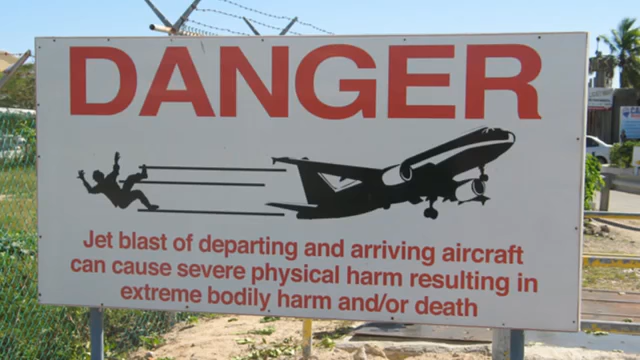 DANGER
Jet blast of departing and arriving aircraft
can cause severe physical harm resulting in
extreme bodily harm and/or death